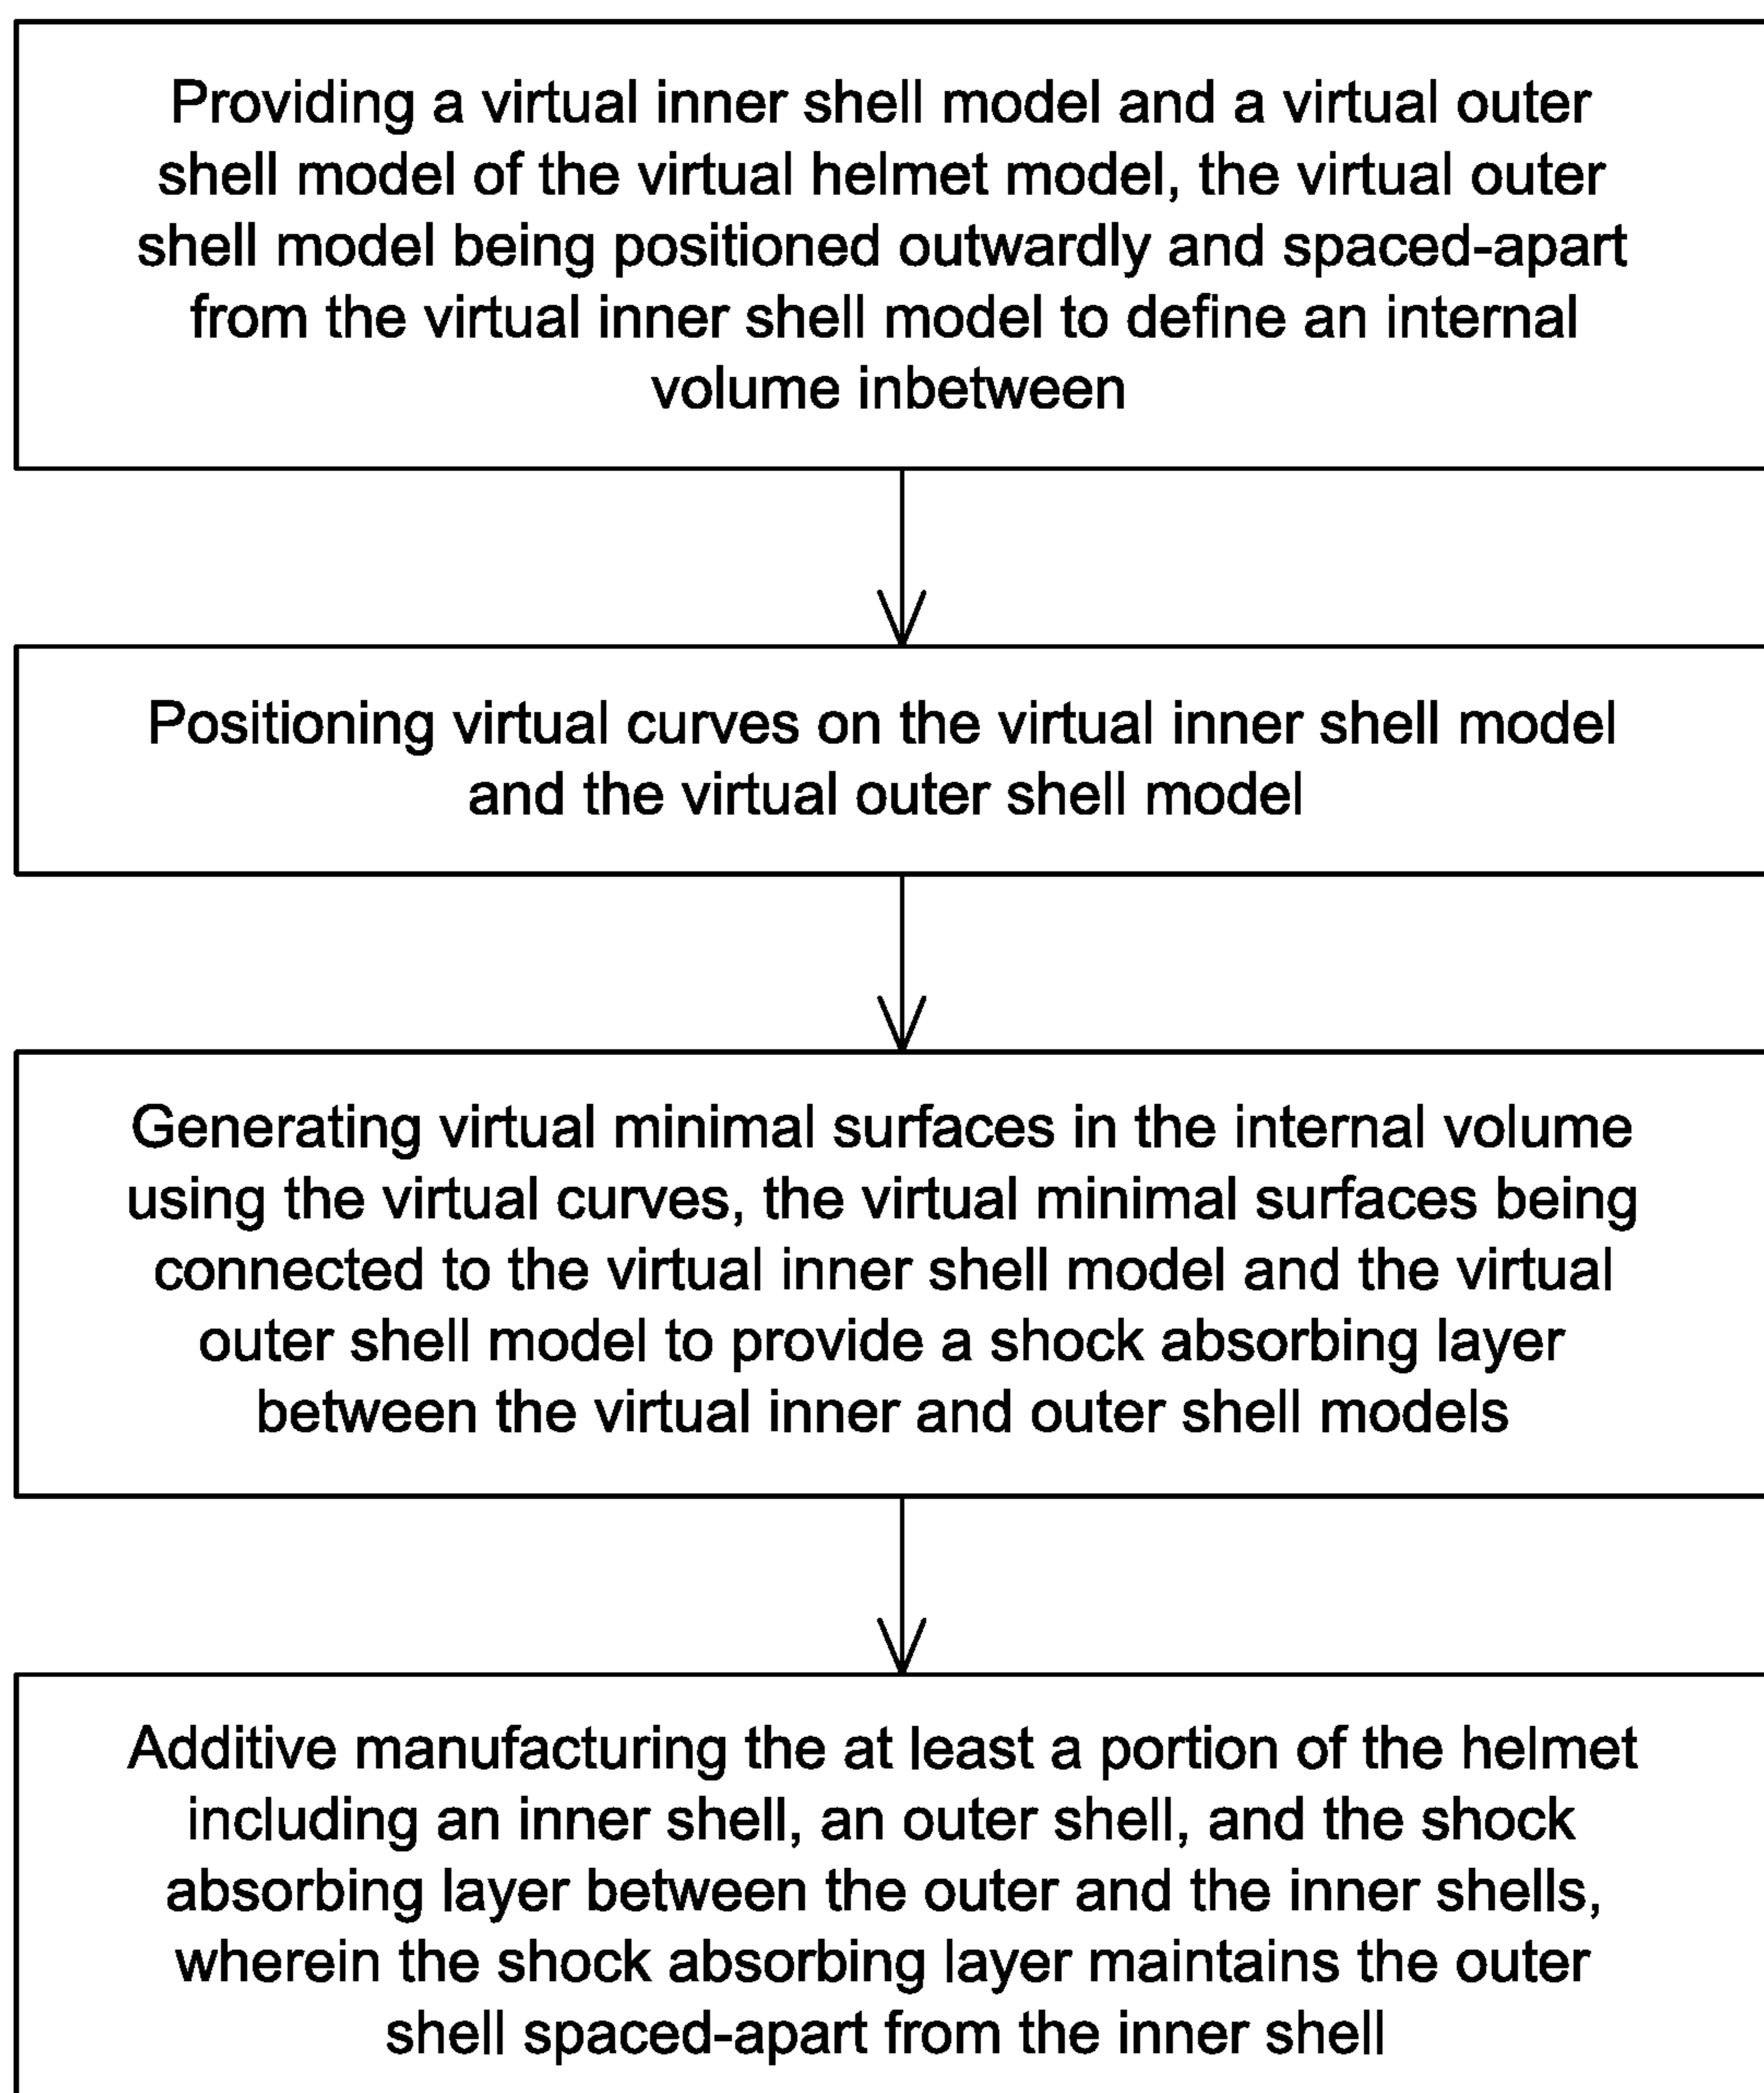 Providing a virtual inner shell model and a virtual outer
shell model of the virtual helmet model, the virtual outer
shell model being positioned outwardly and spaced-apart
from the virtual inner shell model to define an internal
volume inbetween
Positioning virtual curves on the virtual inner shell model
and the virtual outer shell model
Generating virtual minimal surfaces in the internal volume
using the virtual curves, the virtual minimal surfaces being
connected to the virtual inner shell model and the virtual
outer shell model to provide a shock absorbing layer
between the virtual inner and outer shell models
Additive manufacturing the at least a portion of the helmet
including an inner shell, an outer shell, and the shock
absorbing layer between the outer and the inner shells,
wherein the shock absorbing layer maintains the outer
shell spaced-apart from the inner shell